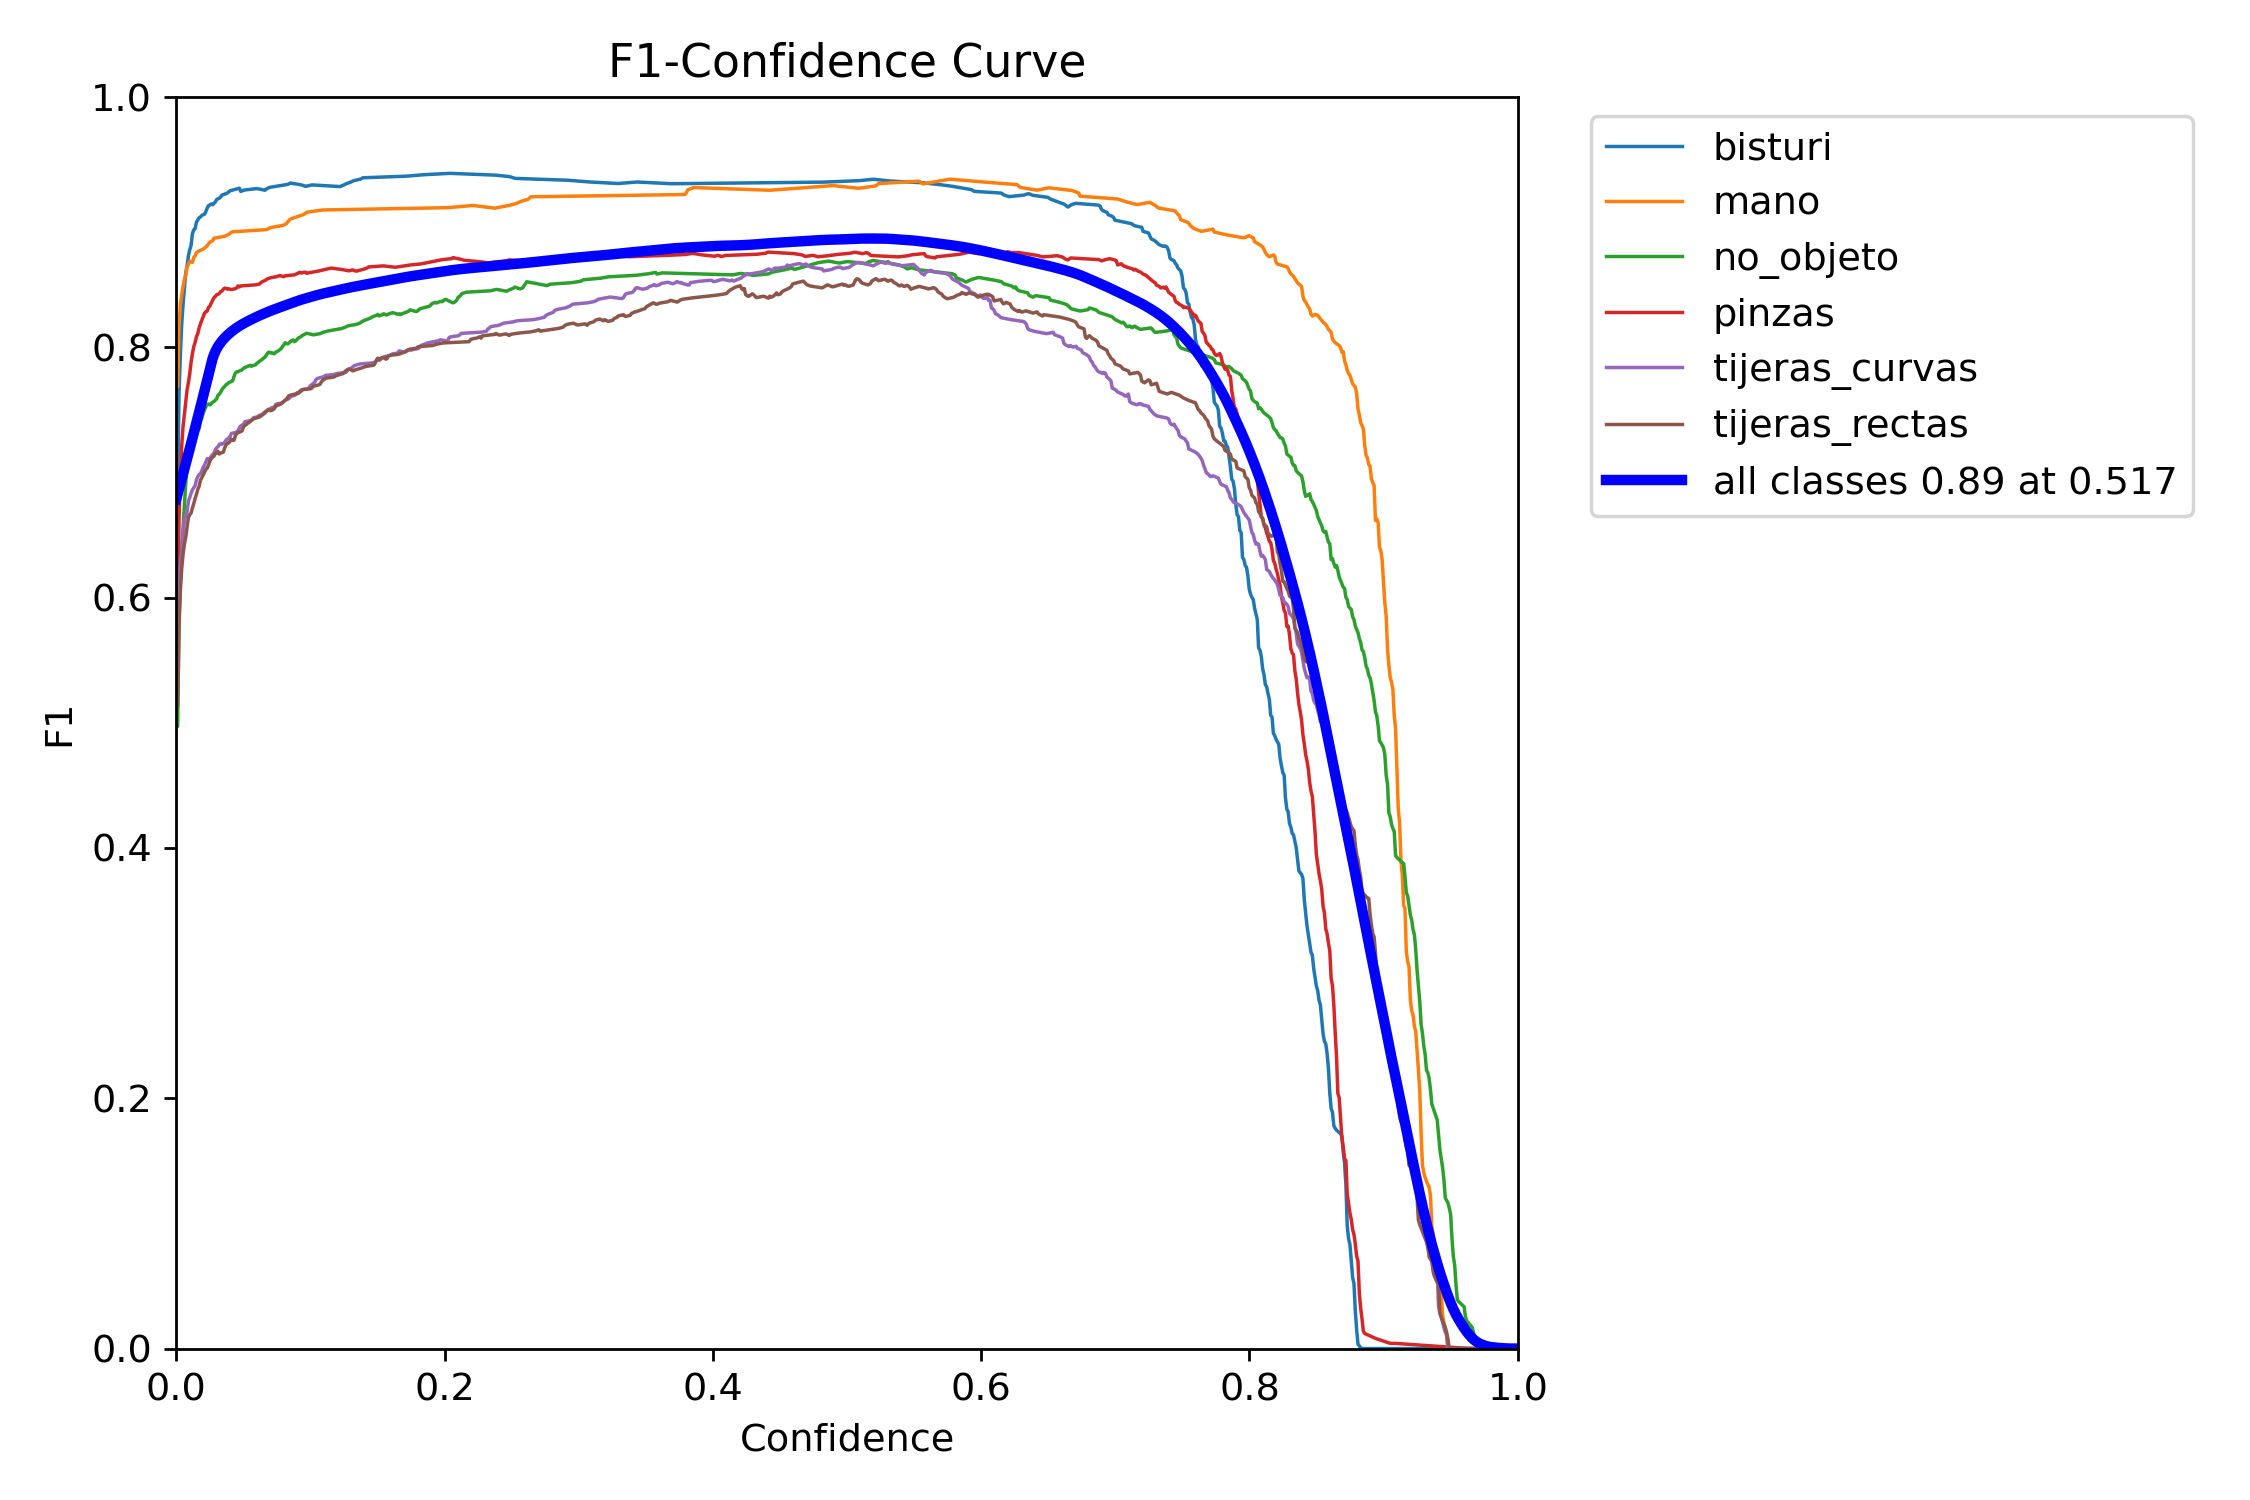 F1-Confidence Curve
1.0
0.8
0.6
0.4
0.2
0.0
F1
0.0 0.2 0.4 0.6 0.8 1.0
Confidence
bisturi
mano
no_objeto
pinzas
tijeras_curvas
tijeras_rectas
all classes 0.89 at 0.517